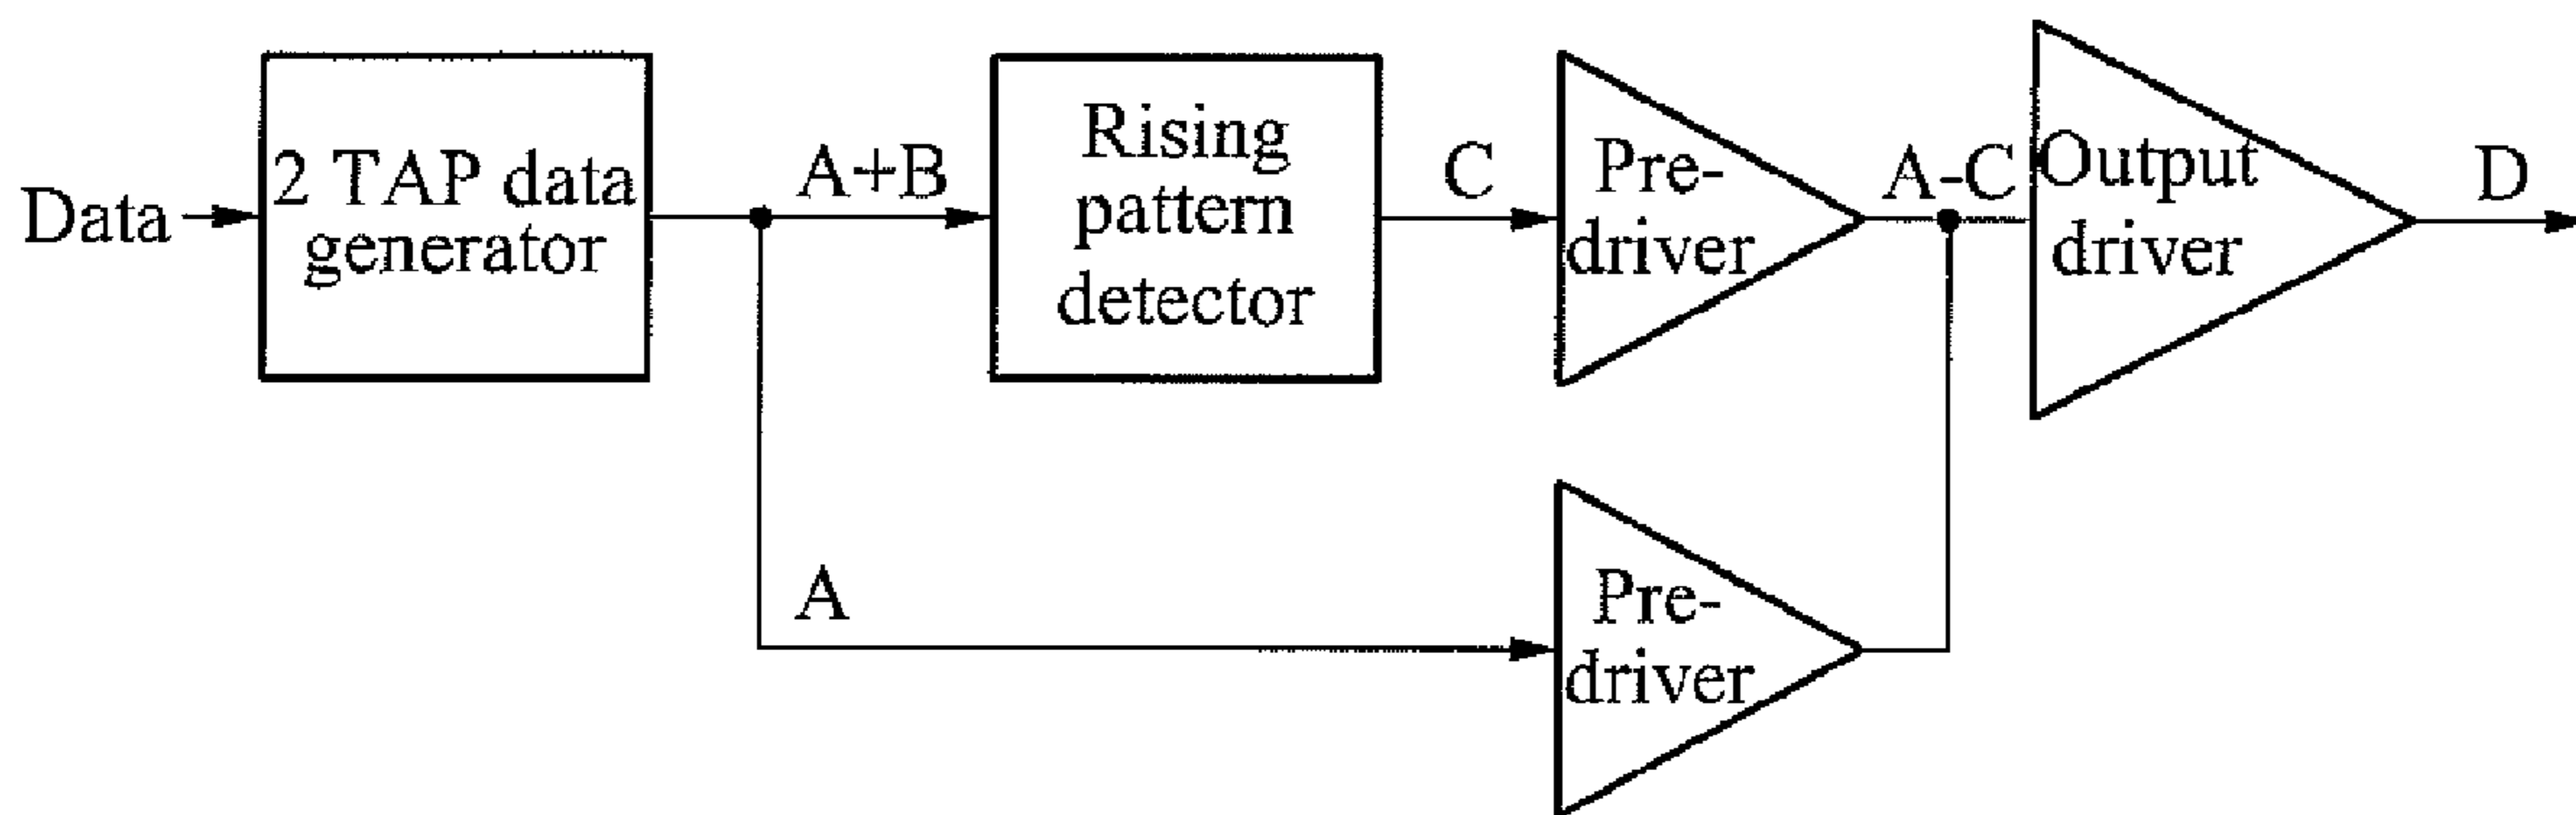 Data
2 TAP data
generator
A+B
Rising
pattern
detector
C
Pre-
driver
A-C
Output
driver
D
A
Pre-
driver